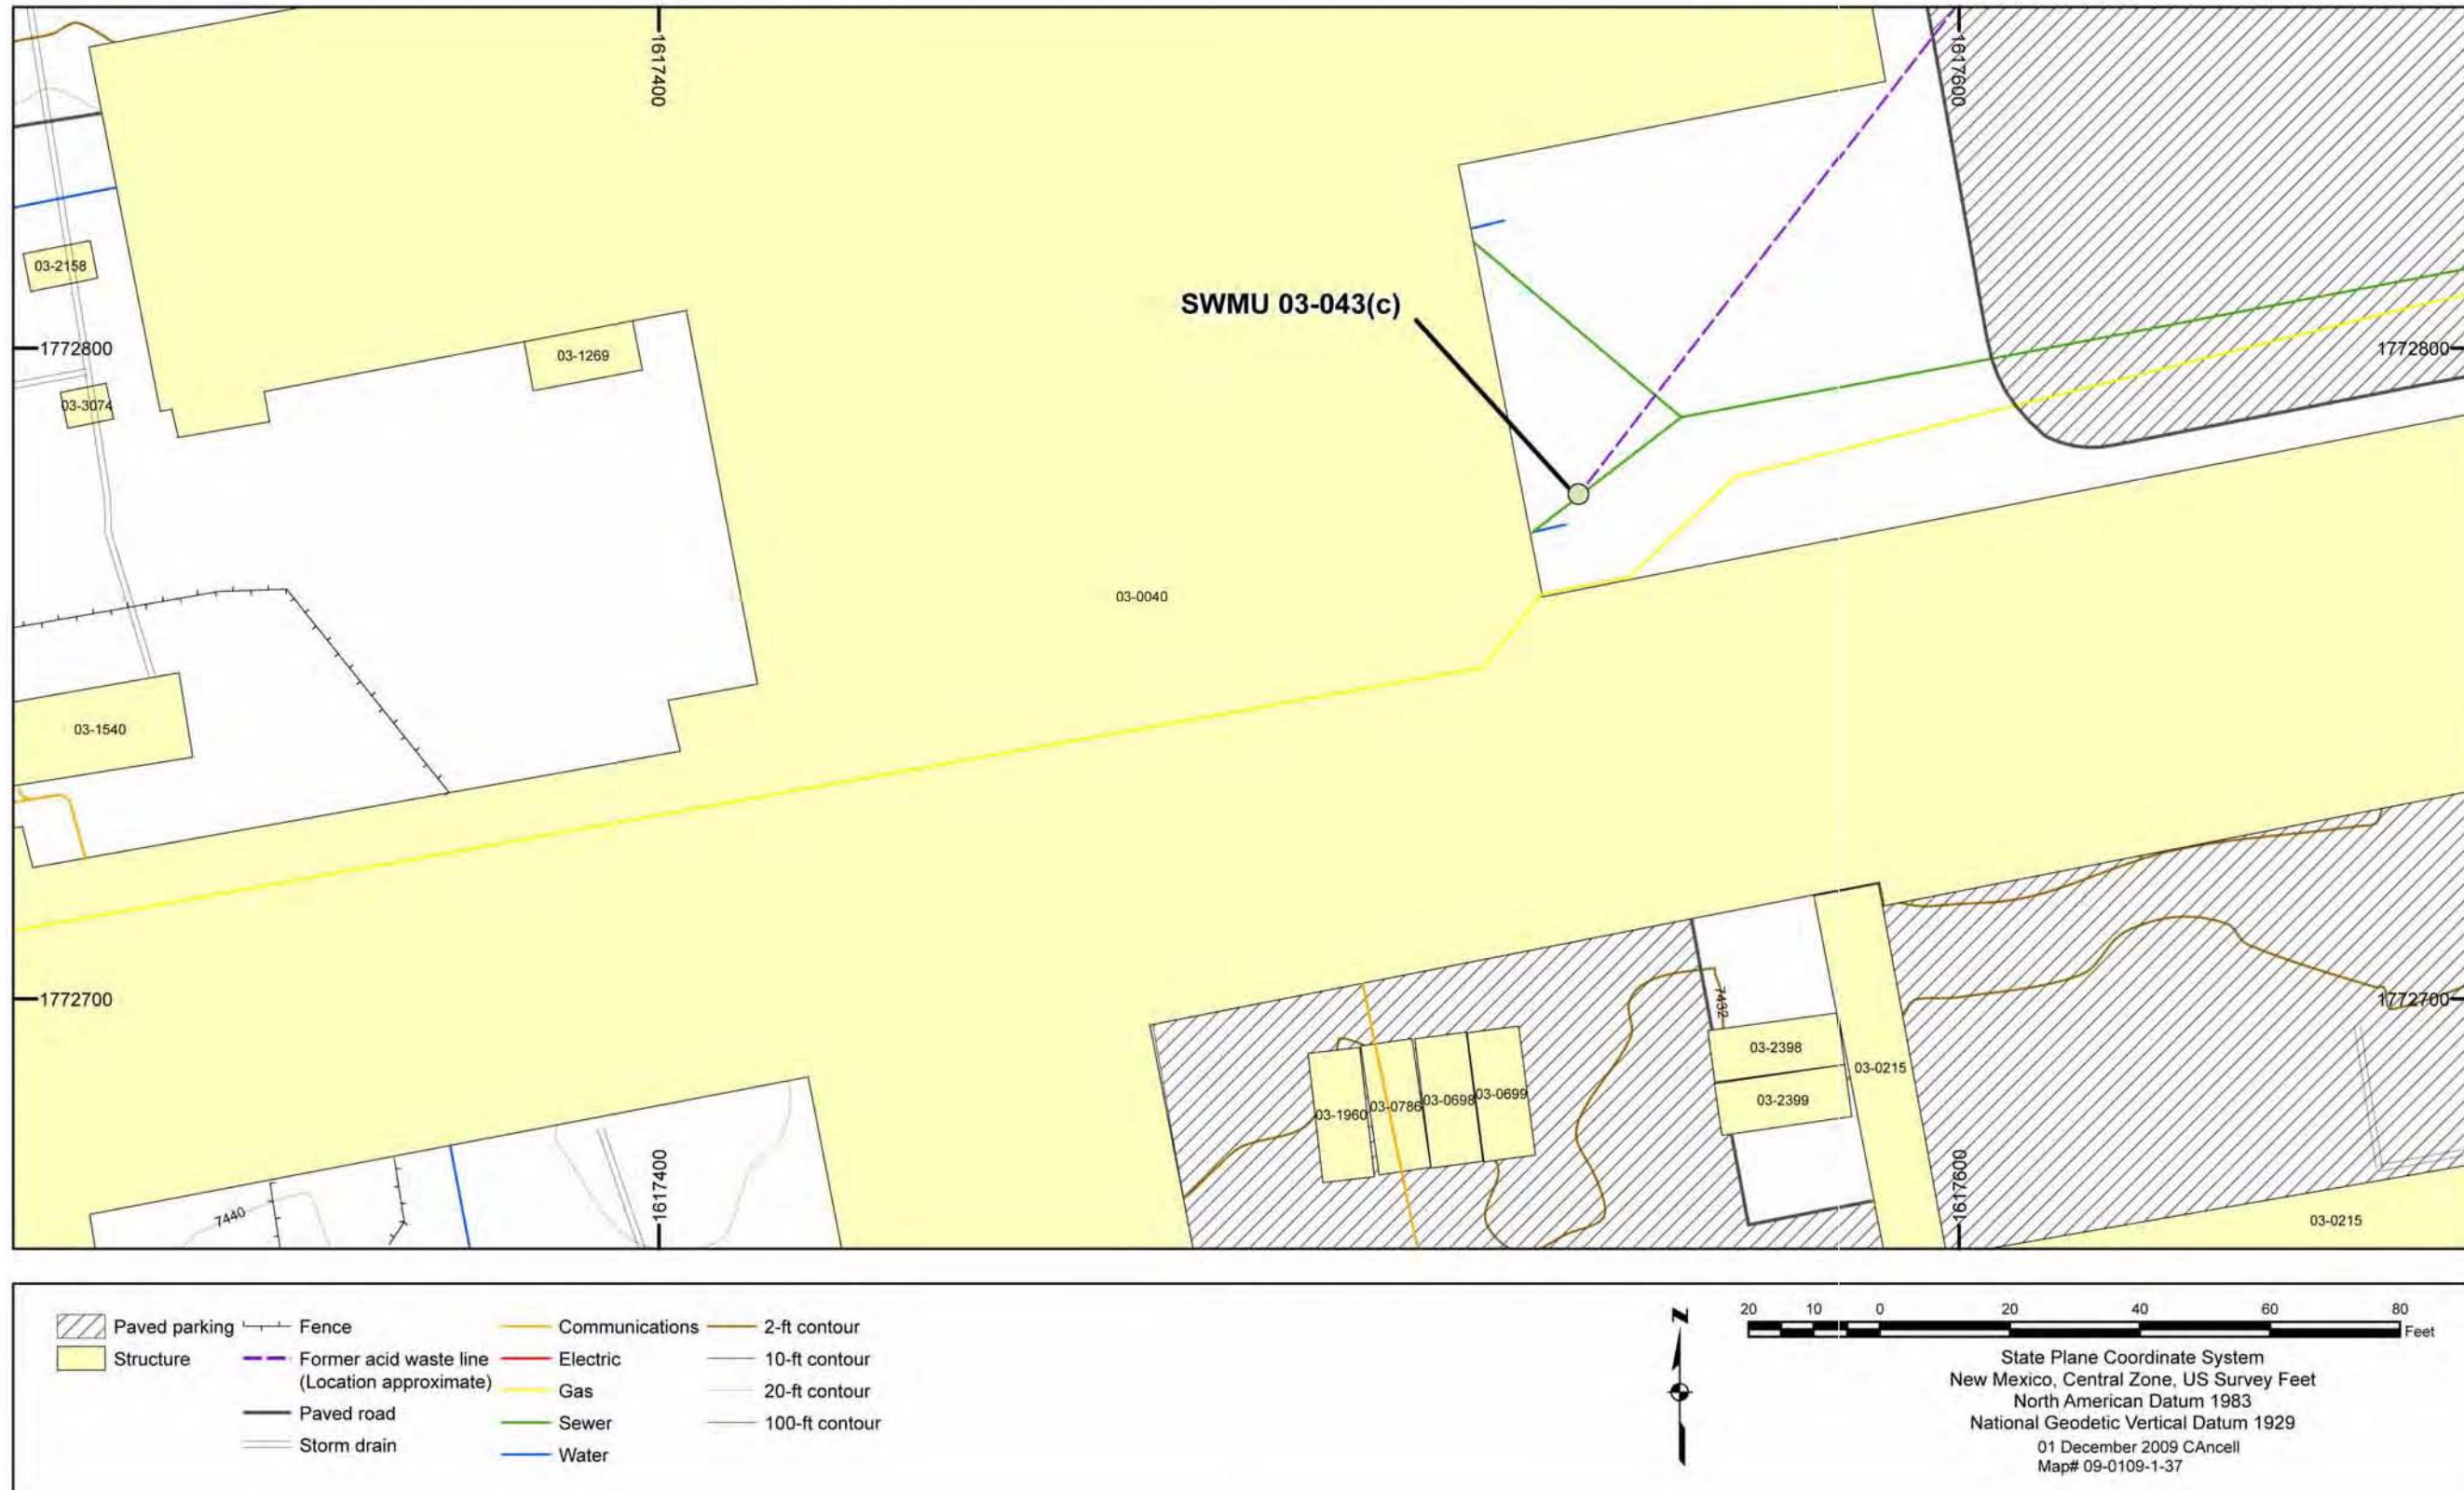 1617400
1617600
03-2158
SWMU 03-043(c)
1772800
1772800
03-1269
03-3074
03-0040
03-1540
1772700
7432
1772700
03-2398
03-0215
03-2399
03-1960
03-0786
03-0698
03-0699
1617400
1617600
7440
03-0215
Paved parking
Structure
Fence
Former acid waste line
(Location approximate)
Paved road
Storm drain
Communications
Electric
Gas
Sewer
Water
2-ft contour
10-ft contour
20-ft contour
100-ft contour
N
20 10 0 20 40 60 80
Feet
State Plane Coordinate System
New Mexico, Central Zone, US Survey Feet
North American Datum 1983
National Geodetic Vertical Datum 1929
01 December 2009 CAncell
Map# 09-0109-1-37